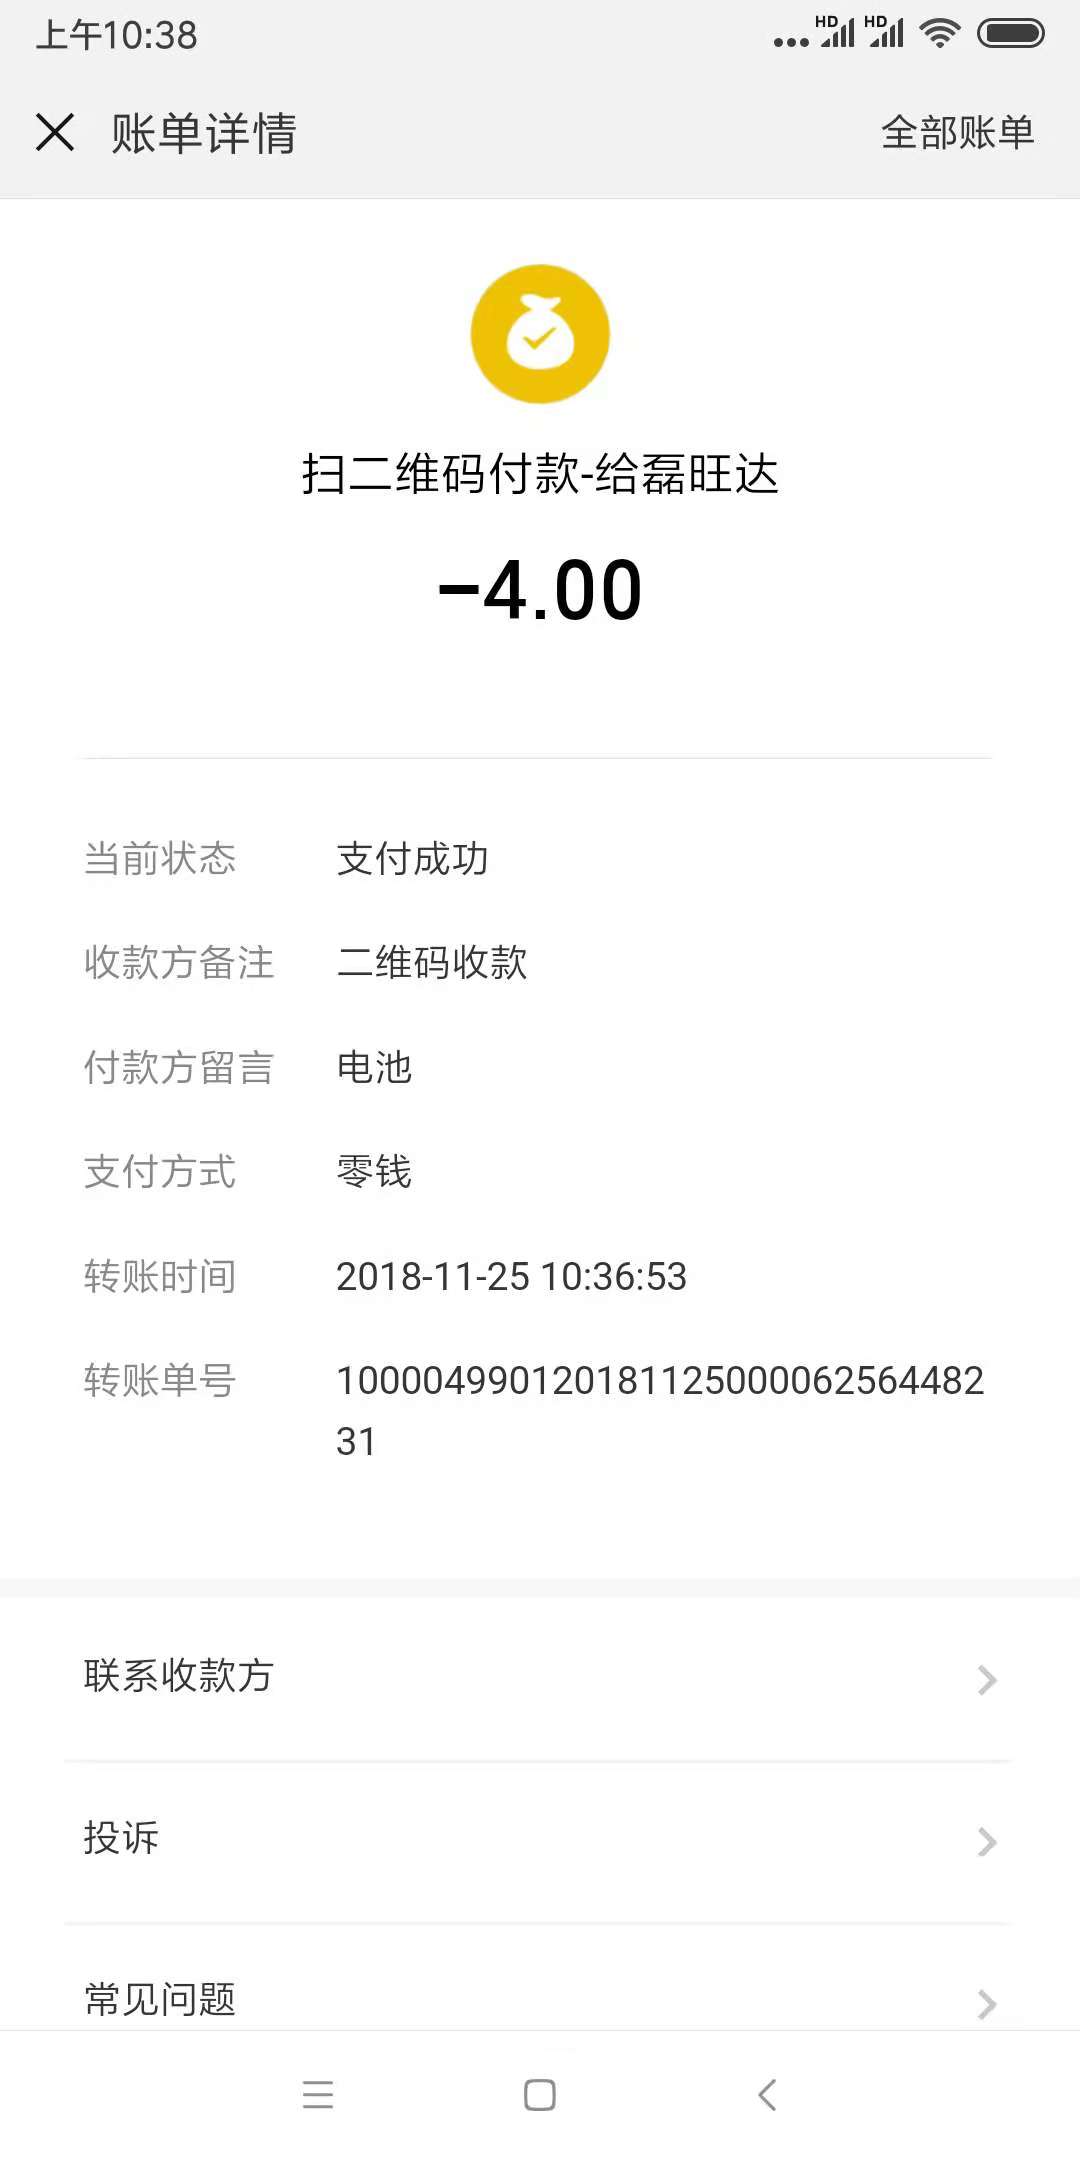 上午10:38
HD HD
账单详情
全部账单
扫二维码付款-给磊旺达
-4.00
当前状态 支付成功
收款方备注 二维码收款
付款方留言 电池
支付方式 零钱
转账时间 2018-11-25 10:36:53
转账单号 100004990120181125000062564482
31
联系收款方
投诉
常见问题